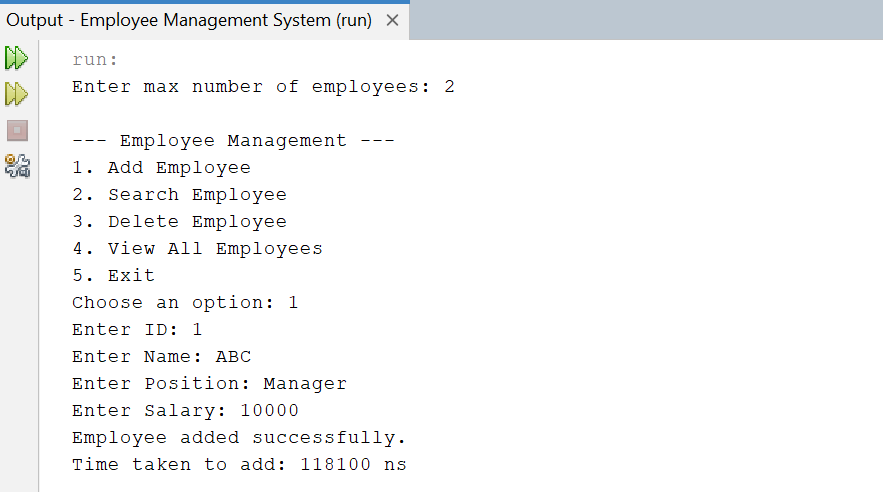 Output - Employee Management System (run) ×
run:
Enter max number of employees: 2
--- Employee Management ---
1. Add Employee
2. Search Employee
3. Delete Employee
4. View All Employees
5. Exit
Choose an option: 1
Enter ID: 1
Enter Name: ABC
Enter Position: Manager
Enter Salary: 10000
Employee added successfully.
Time taken to add: 118100 ns